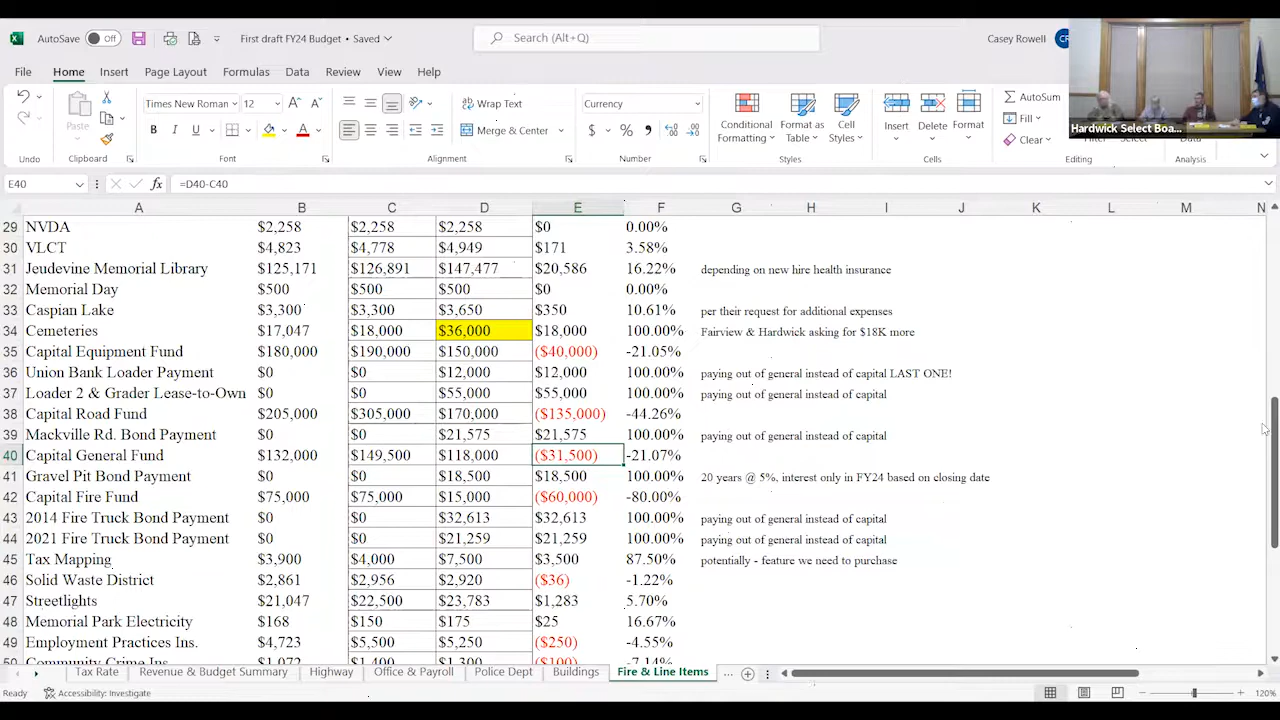 AutoSave Off First draft FY24 Budget • Saved Search (Alt+Q) Casey Rowell CR
File Home Insert Page Layout Formulas Data Review View Help
Times New Roman 12 Wrap Text Currency AutoSum
Paste B I U Merge & Center $ % Conditional Formatting Format as Table Cell Styles Insert Delete Format Fill Clear
Hardwick Select Boa...
Undo Clipboard Font Alignment Number Styles Cells Editing Analysis
E40 fx =D40-C40
A B C D E F G H I J K L M N
29 NVDA $2,258 $2,258 $2,258 $0 0.00%
30 VLCT $4,823 $4,778 $4,949 $171 3.58%
31 Jeudevine Memorial Library $125,171 $126,891 $147,477 $20,586 16.22% depending on new hire health insurance
32 Memorial Day $500 $500 $500 $0 0.00%
33 Caspian Lake $3,300 $3,300 $3,650 $350 10.61% per their request for additional expenses
34 Cemeteries $17,047 $18,000 $36,000 $18,000 100.00% Fairview & Hardwick asking for $18K more
35 Capital Equipment Fund $180,000 $190,000 $150,000 ($40,000) -21.05%
36 Union Bank Loader Payment $0 $0 $12,000 $12,000 100.00% paying out of general instead of capital LAST ONE!
37 Loader 2 & Grader Lease-to-Own $0 $0 $55,000 $55,000 100.00% paying out of general instead of capital
38 Capital Road Fund $205,000 $305,000 $170,000 ($135,000) -44.26%
39 Mackville Rd. Bond Payment $0 $0 $21,575 $21,575 100.00% paying out of general instead of capital
40 Capital General Fund $132,000 $149,500 $118,000 ($31,500) -21.07%
41 Gravel Pit Bond Payment $0 $0 $18,500 $18,500 100.00% 20 years @ 5%, interest only in FY24 based on closing date
42 Capital Fire Fund $75,000 $75,000 $15,000 ($60,000) -80.00%
43 2014 Fire Truck Bond Payment $0 $0 $32,613 $32,613 100.00% paying out of general instead of capital
44 2021 Fire Truck Bond Payment $0 $0 $21,259 $21,259 100.00% paying out of general instead of capital
45 Tax Mapping $3,900 $4,000 $7,500 $3,500 87.50% potentially - feature we need to purchase
46 Solid Waste District $2,861 $2,956 $2,920 ($36) -1.22%
47 Streetlights $21,047 $22,500 $23,783 $1,283 5.70%
48 Memorial Park Electricity $168 $150 $175 $25 16.67%
49 Employment Practices Ins. $4,723 $5,500 $5,250 ($250) -4.55%
50 Community Crime Ins. $1,072 $1,400 $1,300 ($100) -7.14%
Tax Rate Revenue & Budget Summary Highway Office & Payroll Police Dept Buildings Fire & Line Items ...
Ready Accessibility: Investigate 120%